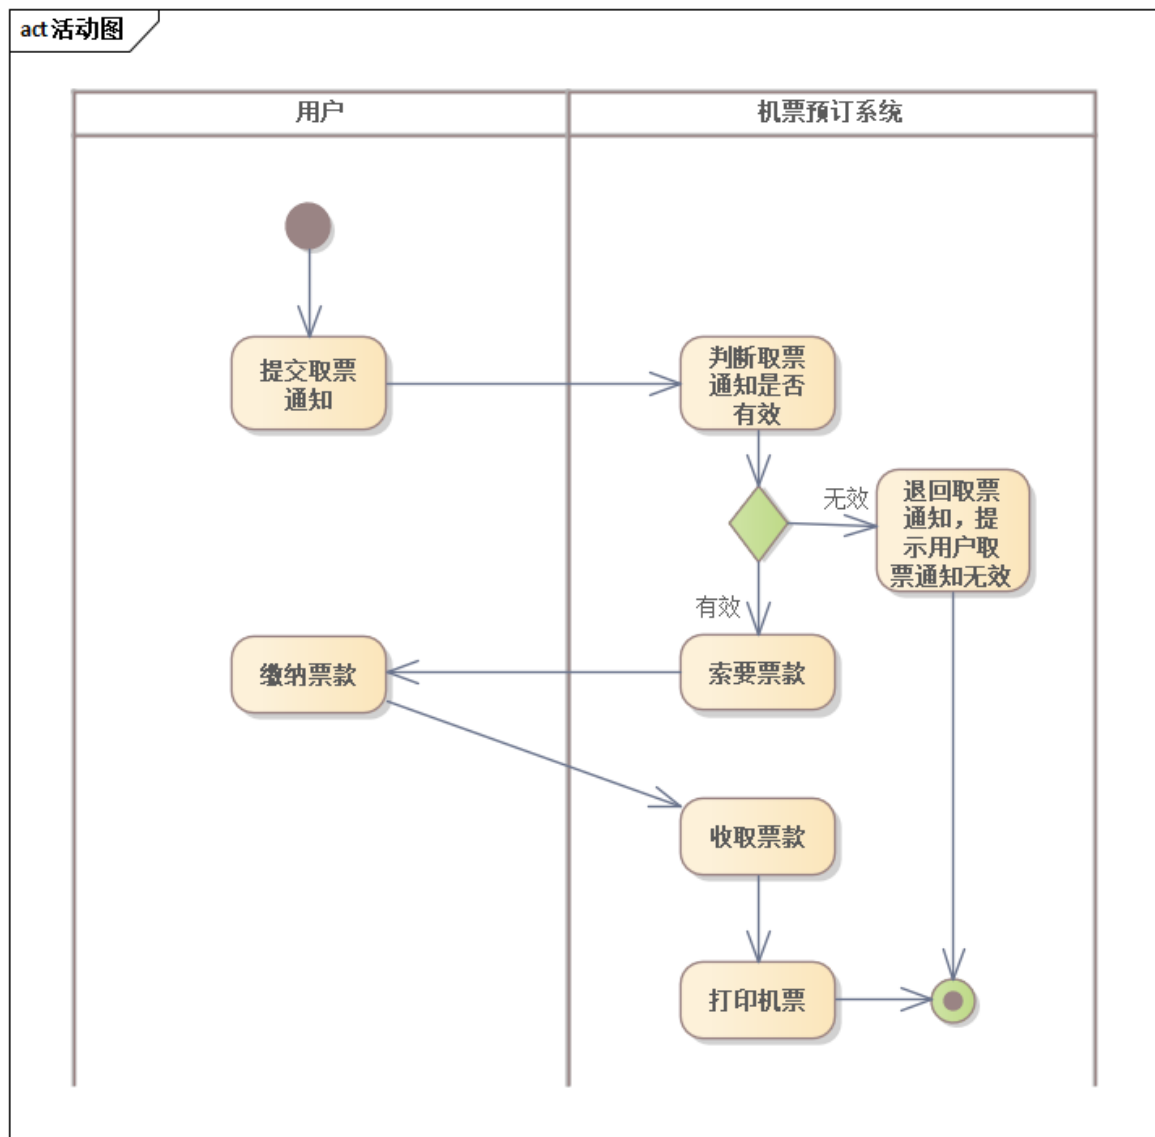 act 活动图
用户
机票预订系统
提交取票
通知
判断取票
通知是否
有效
无效
退回取票
通知，提
示用户取
票通知无效
有效
缴纳票款
索要票款
收取票款
打印机票